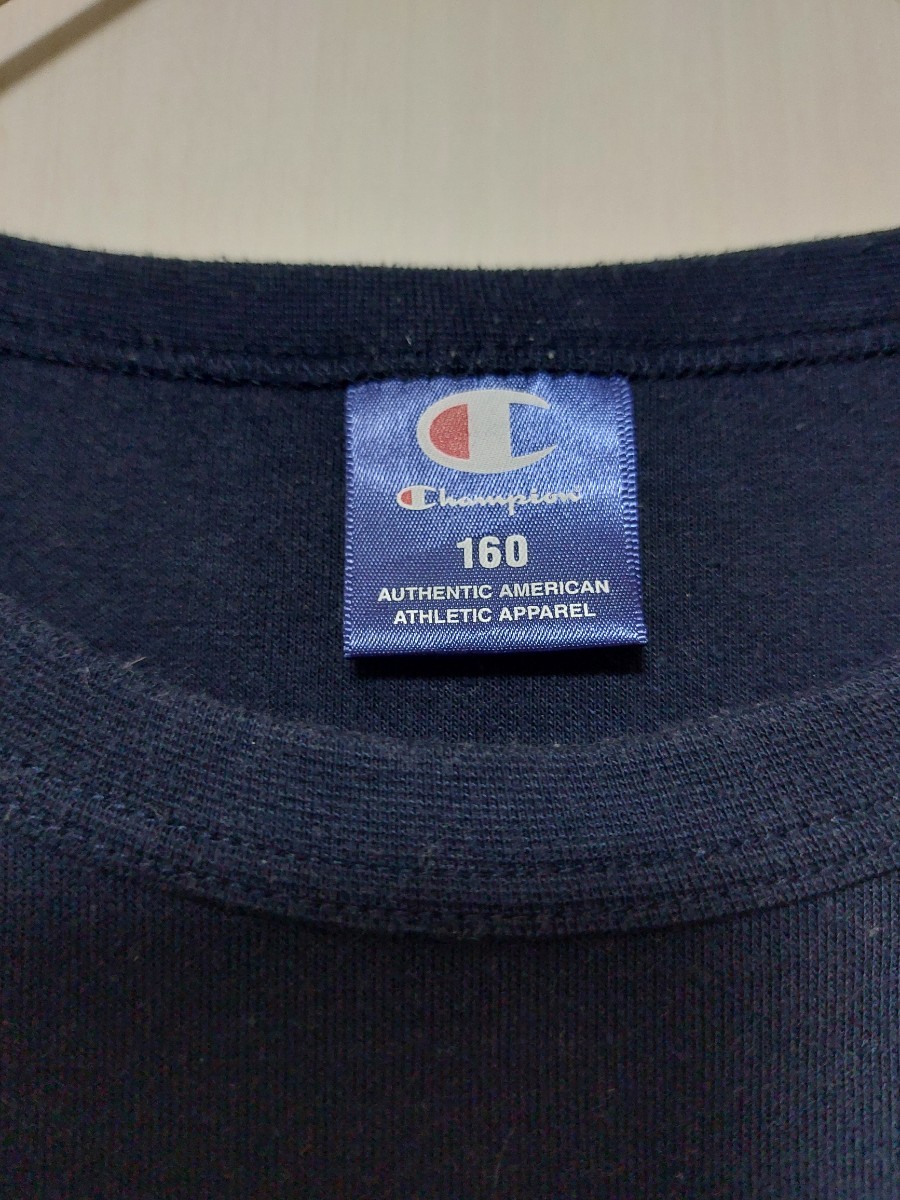 Champion
160
AUTHENTIC AMERICAN
ATHLETIC APPAREL